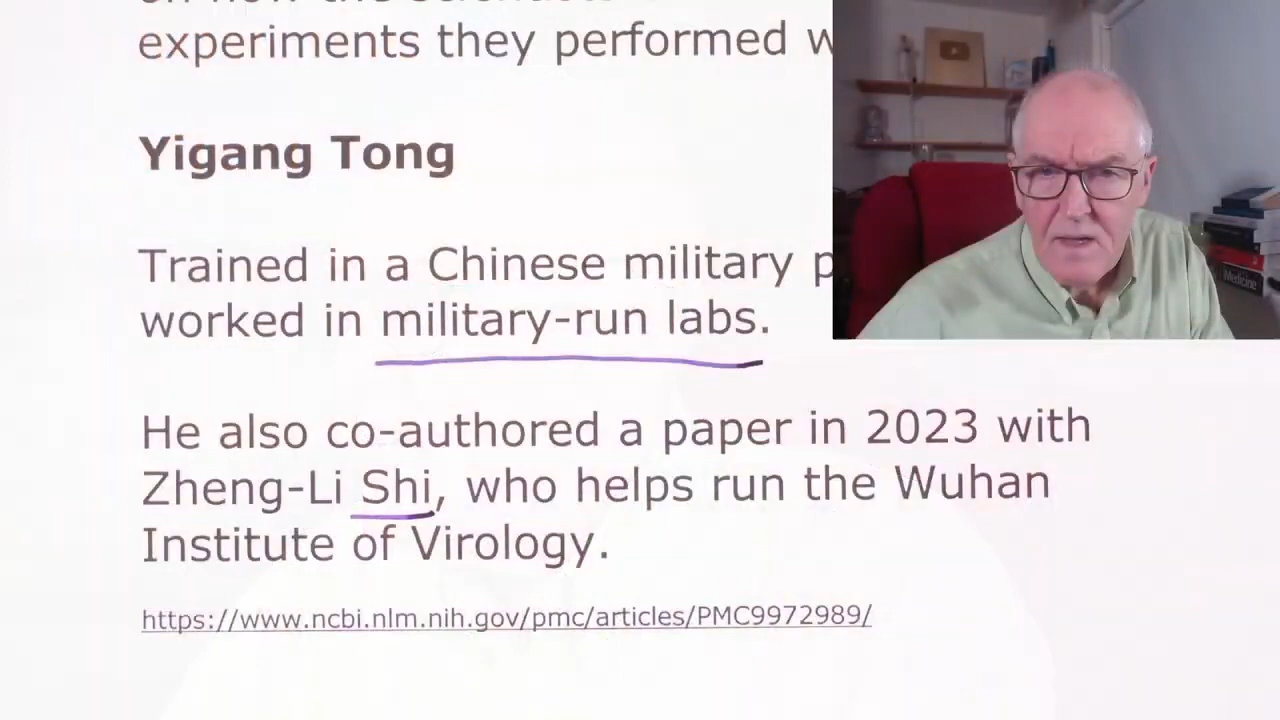 experiments they performed
Yigang Tong
Trained in a Chinese military
worked in military-run labs.
He also co-authored a paper in 2023 with
Zheng-Li Shi, who helps run the Wuhan
Institute of Virology.
https://www.ncbi.nlm.nih.gov/pmc/articles/PMC9972989/
Medicine